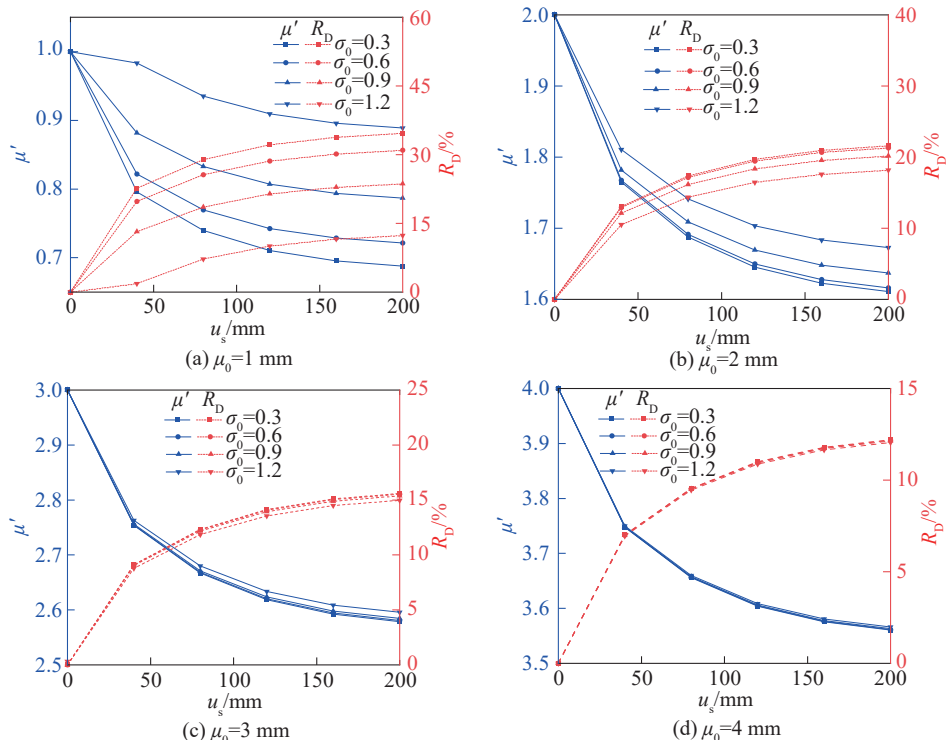 μ′ R_D
σ₀=0.3
σ₀=0.6
σ₀=0.9
σ₀=1.2
1.0
0.9
0.8
0.7
μ′
60
45
30
15
0
R_D/%
0 50 100 150 200
u_s/mm
(a) μ₀=1 mm
μ′ R_D
σ₀=0.3
σ₀=0.6
σ₀=0.9
σ₀=1.2
2.0
1.9
1.8
1.7
1.6
μ′
40
30
20
10
0
R_D/%
0 50 100 150 200
u_s/mm
(b) μ₀=2 mm
μ′ R_D
σ₀=0.3
σ₀=0.6
σ₀=0.9
σ₀=1.2
3.0
2.9
2.8
2.7
2.6
2.5
μ′
25
20
15
10
5
0
R_D/%
0 50 100 150 200
u_s/mm
(c) μ₀=3 mm
μ′ R_D
σ₀=0.3
σ₀=0.6
σ₀=0.9
σ₀=1.2
4.0
3.9
3.8
3.7
3.6
3.5
μ′
15
10
5
0
R_D/%
0 50 100 150 200
u_s/mm
(d) μ₀=4 mm